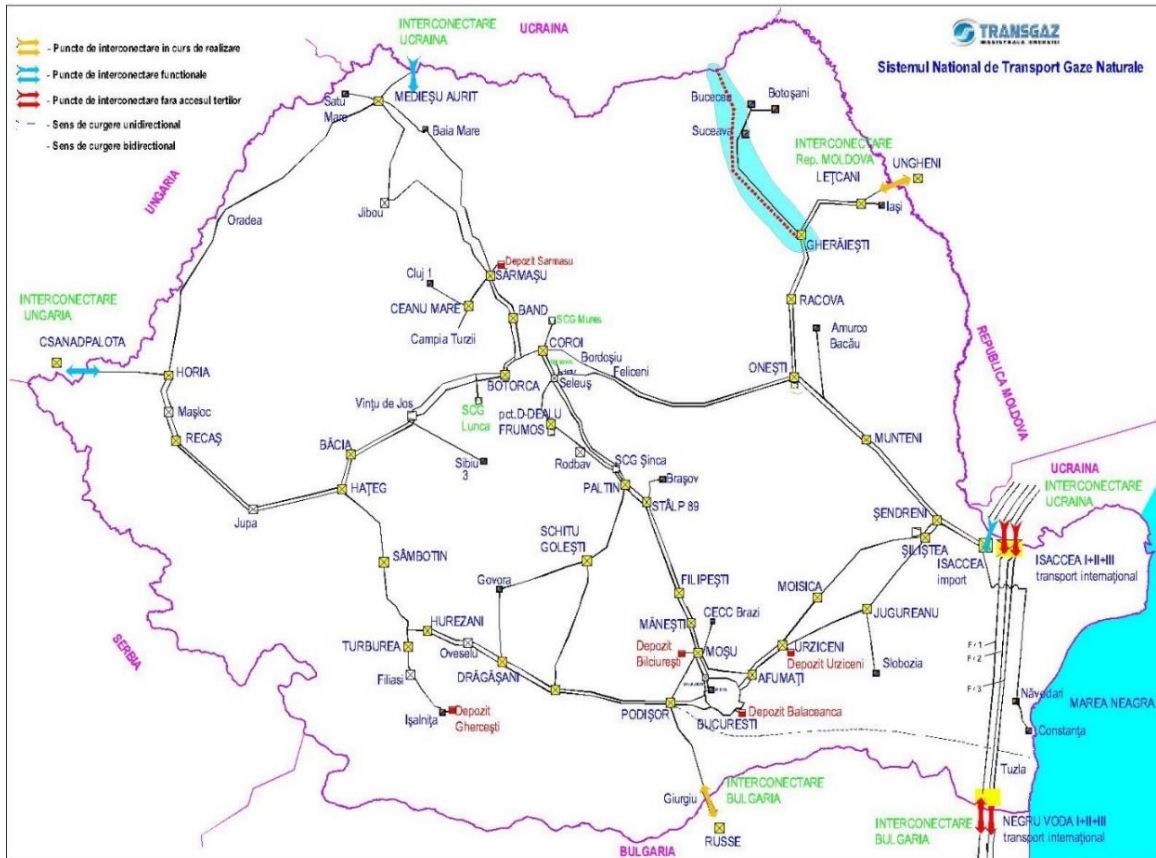 INTERCONECTARE
UCRAINA
UCRAINA
TRANSGAZ
Sistemul National de Transport Gaze Naturale
- Puncte de interconectare in curs de realizare
- Puncte de interconectare functionale
- Puncte de interconectare fara accesul tertilor
- Sens de curgere unidirectional
- Sens de curgere bidirectional
MEDIEȘU AURIT
Satu
Mare
Baia Mare
Bucecea
Botoșani
Suceava
INTERCONECTARE
Rep. MOLDOVA
LEȚCANI
UNGHENI
Iași
UNGARIA
Oradea
Jibou
GHERĂIEȘTI
Depozit Sarmasu
SĂRMAȘU
Cluj 1
CEANU MARE
Campia Turzii
BAND
RACOVA
INTERCONECTARE
UNGARIA
CSANADPALOTA
SCG Mures
COROI
Bordoșiu
Feliceni
Amurco
Bacău
REPUBLICA MOLDOVA
HORIA
BOTORCA
Seleuș
ONEȘTI
Mașloc
Vințu de Jos
SCG
Lunca
pct.D-DEALU
FRUMOS
RECAȘ
BĂCIA
Sibiu
3
Rodbav
SCG Șinca
MUNTENI
HAȚEG
PALTIN
Brașov
STÂLP 89
UCRAINA
INTERCONECTARE
UCRAINA
Jupa
ȘENDRENI
SCHITU
GOLEȘTI
SILIȘTEA
ISACCEA
import
ISACCEA I+II+III
transport international
SÂMBOTIN
Govora
FILIPEȘTI
MOISICA
JUGUREANU
HUREZANI
MĂNEȘTI
CECC Brazi
TURBUREA
Oveselu
Depozit
Bilciurești
MOȘU
URZICENI
Depozit Urziceni
Slobozia
Fir1
Fir2
Fir3
SERBIA
Filiasi
DRĂGĂȘANI
AFUMAȚI
Năvodari
MAREA NEAGRA
Ișalnița
Depozit
Ghercești
PODIȘOR
BUCURESTI
Depozit Balaceanca
Constanța
Tuzla
Giurgiu
INTERCONECTARE
BULGARIA
RUSSE
BULGARIA
INTERCONECTARE
BULGARIA
NEGRU VODA I+II+III
transport international